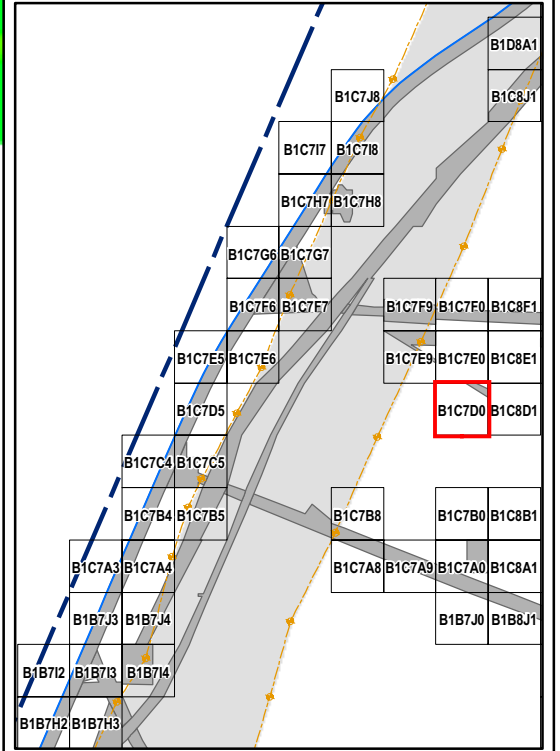 B1D8A1
B1C7J8 B1C8J1
B1C7I7 B1C7I8
B1C7H7 B1C7H8
B1C7G6 B1C7G7
B1C7F6 B1C7F7 B1C7F9 B1C7F0 B1C8F1
B1C7E5 B1C7E6 B1C7E9 B1C7E0 B1C8E1
B1C7D5 B1C7D0 B1C8D1
B1C7C4 B1C7C5
B1C7B4 B1C7B5 B1C7B8 B1C7B0 B1C8B1
B1C7A3 B1C7A4 B1C7A8 B1C7A9 B1C7A0 B1C8A1
B1B7J3 B1B7J4 B1B7J0 B1B8J1
B1B7I2 B1B7I3 B1B7I4
B1B7H2 B1B7H3